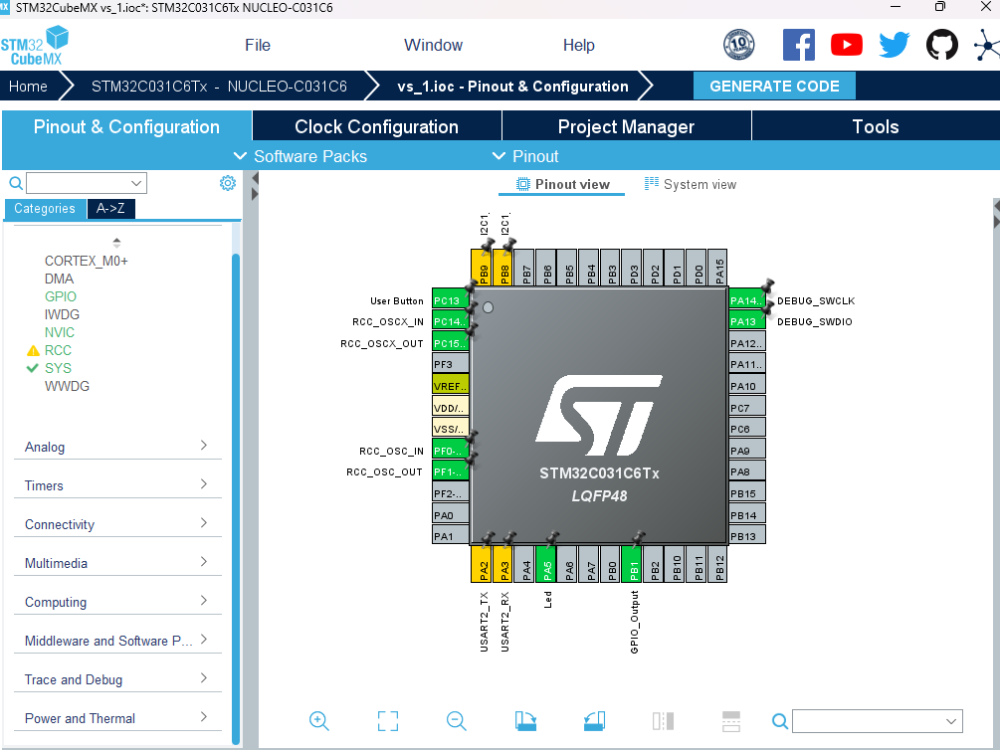 STM32CubeMX vs_1.ioc*: STM32C031C6Tx NUCLEO-C031C6
STM32
CubeMX
File
Window
Help
10
Home
STM32C031C6Tx - NUCLEO-C031C6
vs_1.ioc - Pinout & Configuration
GENERATE CODE
Pinout & Configuration
Clock Configuration
Project Manager
Tools
Software Packs
Pinout
Categories
A->Z
Pinout view
System view
CORTEX_M0+
DMA
GPIO
IWDG
NVIC
RCC
SYS
WWDG
Analog
Timers
Connectivity
Multimedia
Computing
Middleware and Software P...
Trace and Debug
Power and Thermal
I2C1.
I2C1.
PB9
PB8
PB7
PB6
PB5
PB4
PB3
PD3
PD2
PD1
PD0
PA15
User Button
PC13
RCC_OSCX_IN
PC14..
RCC_OSCX_OUT
PC15..
PF3
VREF..
VDD/..
VSS/..
RCC_OSC_IN
PF0-..
RCC_OSC_OUT
PF1-..
PF2-..
PA0
PA1
STM32C031C6Tx
LQFP48
PA14..
DEBUG_SWCLK
PA13
DEBUG_SWDIO
PA12..
PA11..
PA10
PC7
PC6
PA9
PA8
PB15
PB14
PB13
PA2
PA3
PA4
PA5
PA6
PA7
PB0
PB1
PB2
PB10
PB11
PB12
USART2_TX
USART2_RX
Led
GPIO_Output